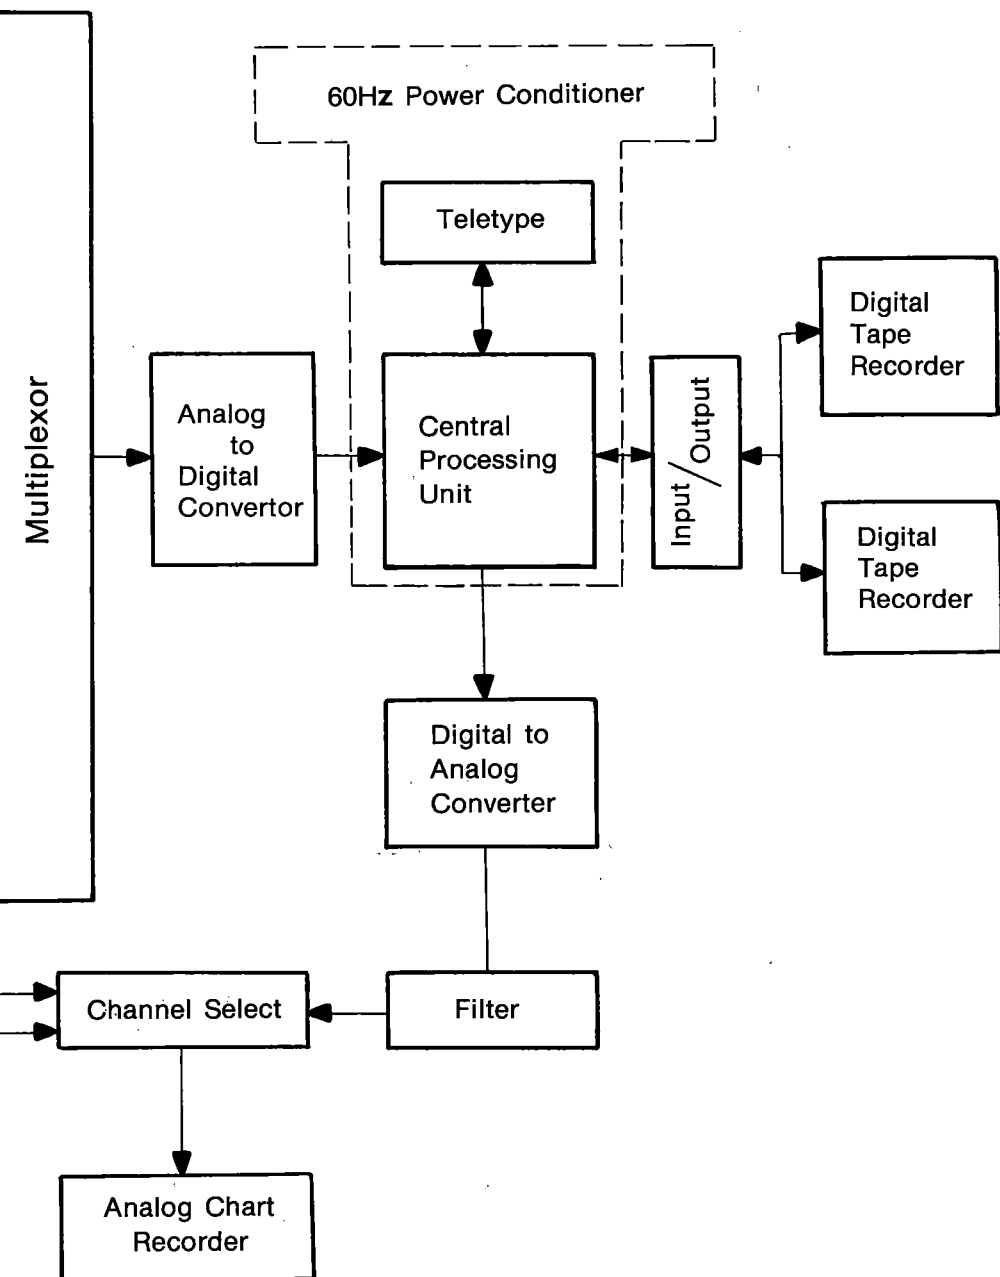 60Hz Power Conditioner
Teletype
Multiplexor
Analog
to
Digital
Convertor
Central
Processing
Unit
Input/Output
Digital
Tape
Recorder
Digital
Tape
Recorder
Digital to
Analog
Converter
Channel Select
Filter
Analog Chart
Recorder